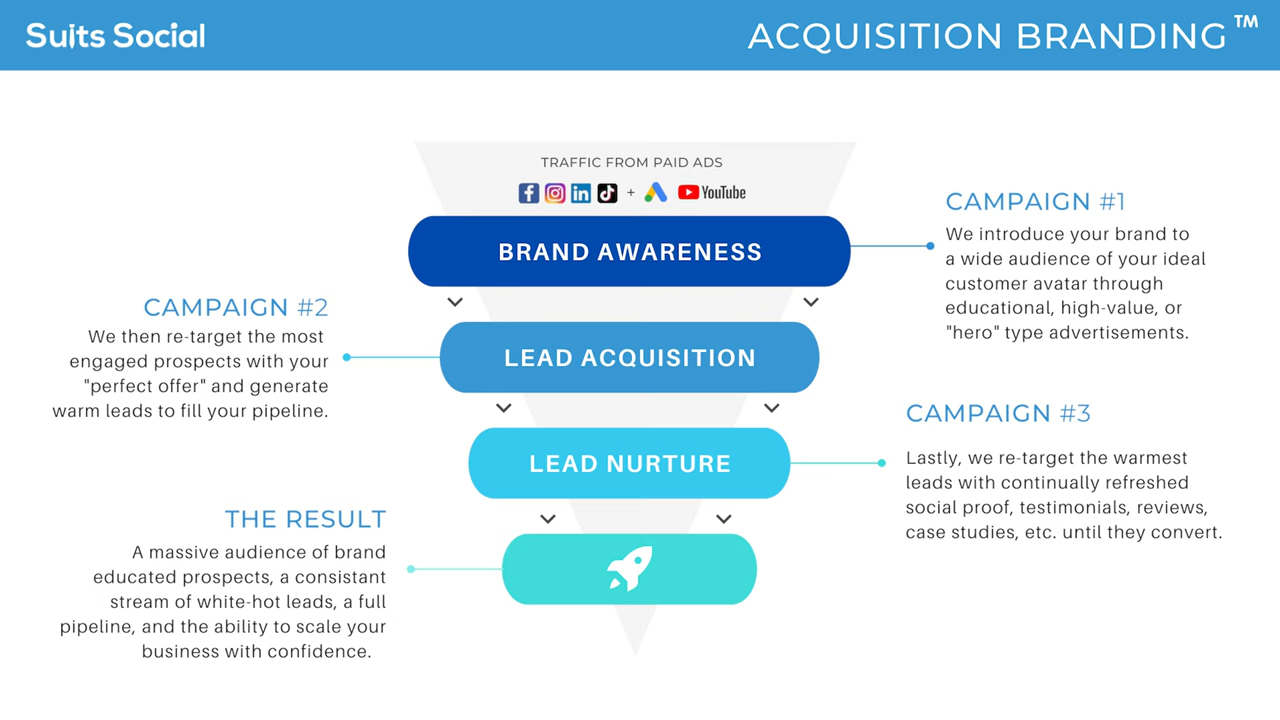 Suits Social
ACQUISITION BRANDING™
TRAFFIC FROM PAID ADS
+ YouTube
BRAND AWARENESS
CAMPAIGN #1
We introduce your brand to
a wide audience of your ideal
customer avatar through
educational, high-value, or
"hero" type advertisements.
CAMPAIGN #2
We then re-target the most
engaged prospects with your
"perfect offer" and generate
warm leads to fill your pipeline.
LEAD ACQUISITION
LEAD NURTURE
CAMPAIGN #3
Lastly, we re-target the warmest
leads with continually refreshed
social proof, testimonials, reviews,
case studies, etc. until they convert.
THE RESULT
A massive audience of brand
educated prospects, a consistant
stream of white-hot leads, a full
pipeline, and the ability to scale your
business with confidence.